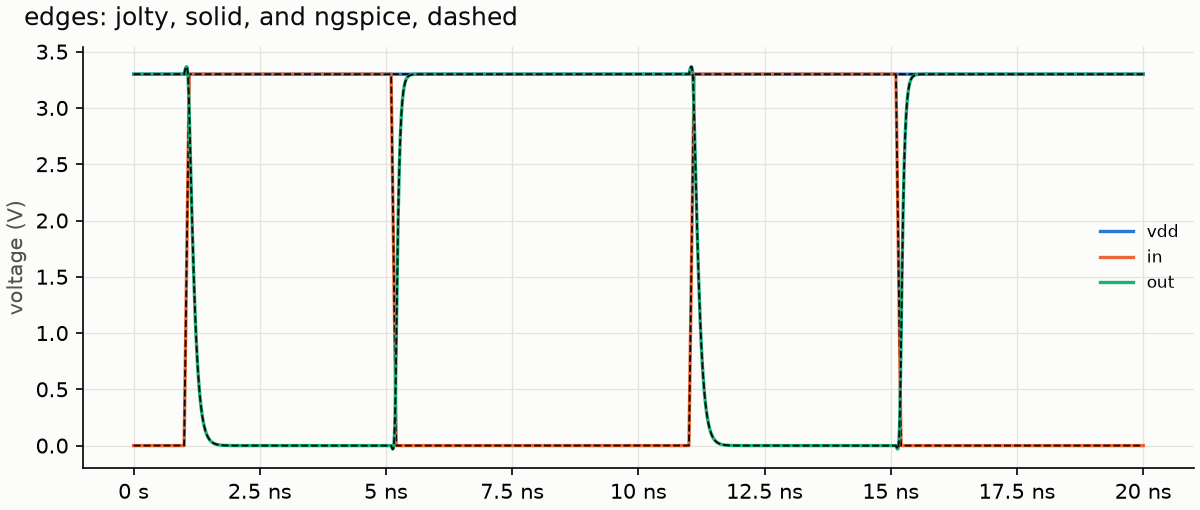 edges: jolty, solid, and ngspice, dashed
3.5
3.0
2.5
2.0
1.5
1.0
0.5
0.0
voltage (V)
vdd
in
out
0 s
2.5 ns
5 ns
7.5 ns
10 ns
12.5 ns
15 ns
17.5 ns
20 ns